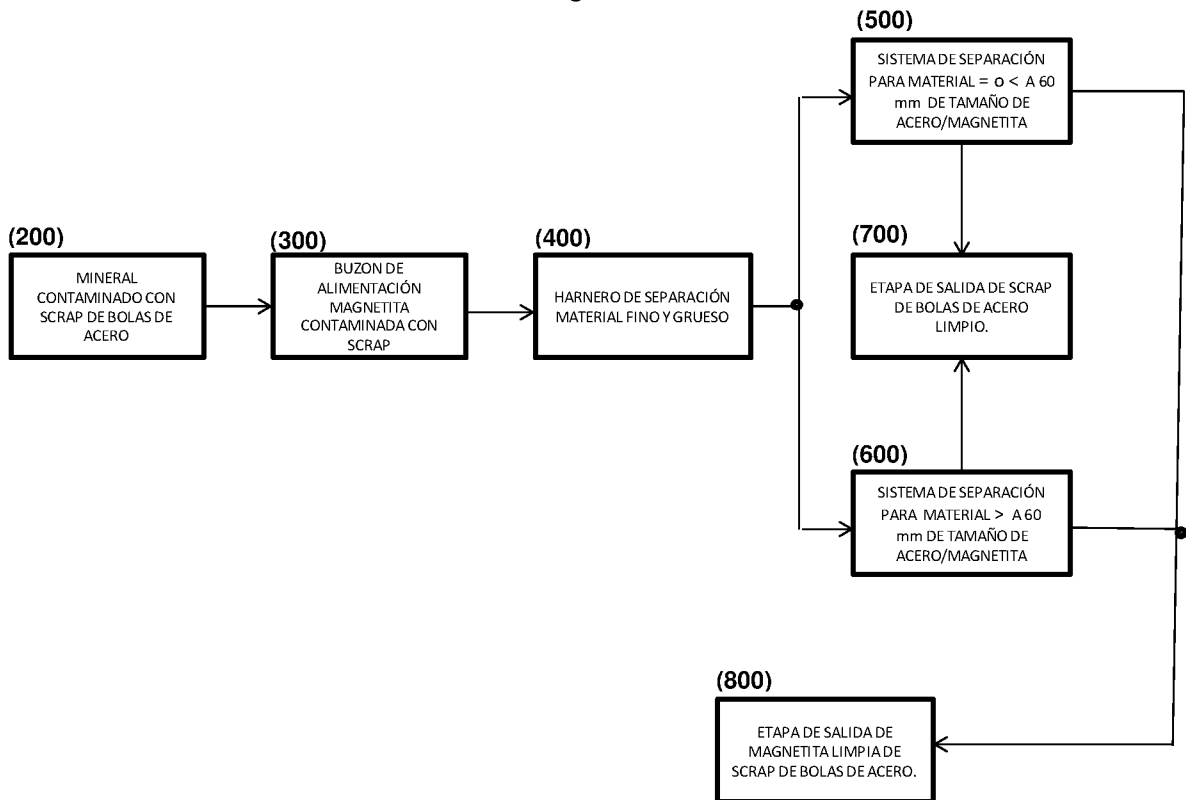 (500)
SISTEMA DE SEPARACIÓN
PARA MATERIAL = o < A 60
mm DE TAMAÑO DE
ACERO/MAGNETITA
(200)
MINERAL
CONTAMINADO CON
SCRAP DE BOLAS DE
ACERO
(300)
BUZON DE
ALIMENTACIÓN
MAGNETITA
CONTAMINADA CON
SCRAP
(400)
HARNERO DE SEPARACIÓN
MATERIAL FINO Y GRUESO
(700)
ETAPA DE SALIDA DE SCRAP
DE BOLAS DE ACERO
LIMPIO.
(600)
SISTEMA DE SEPARACIÓN
PARA MATERIAL > A 60
mm DE TAMAÑO DE
ACERO/MAGNETITA
(800)
ETAPA DE SALIDA DE
MAGNETITA LIMPIA DE
SCRAP DE BOLAS DE ACERO.